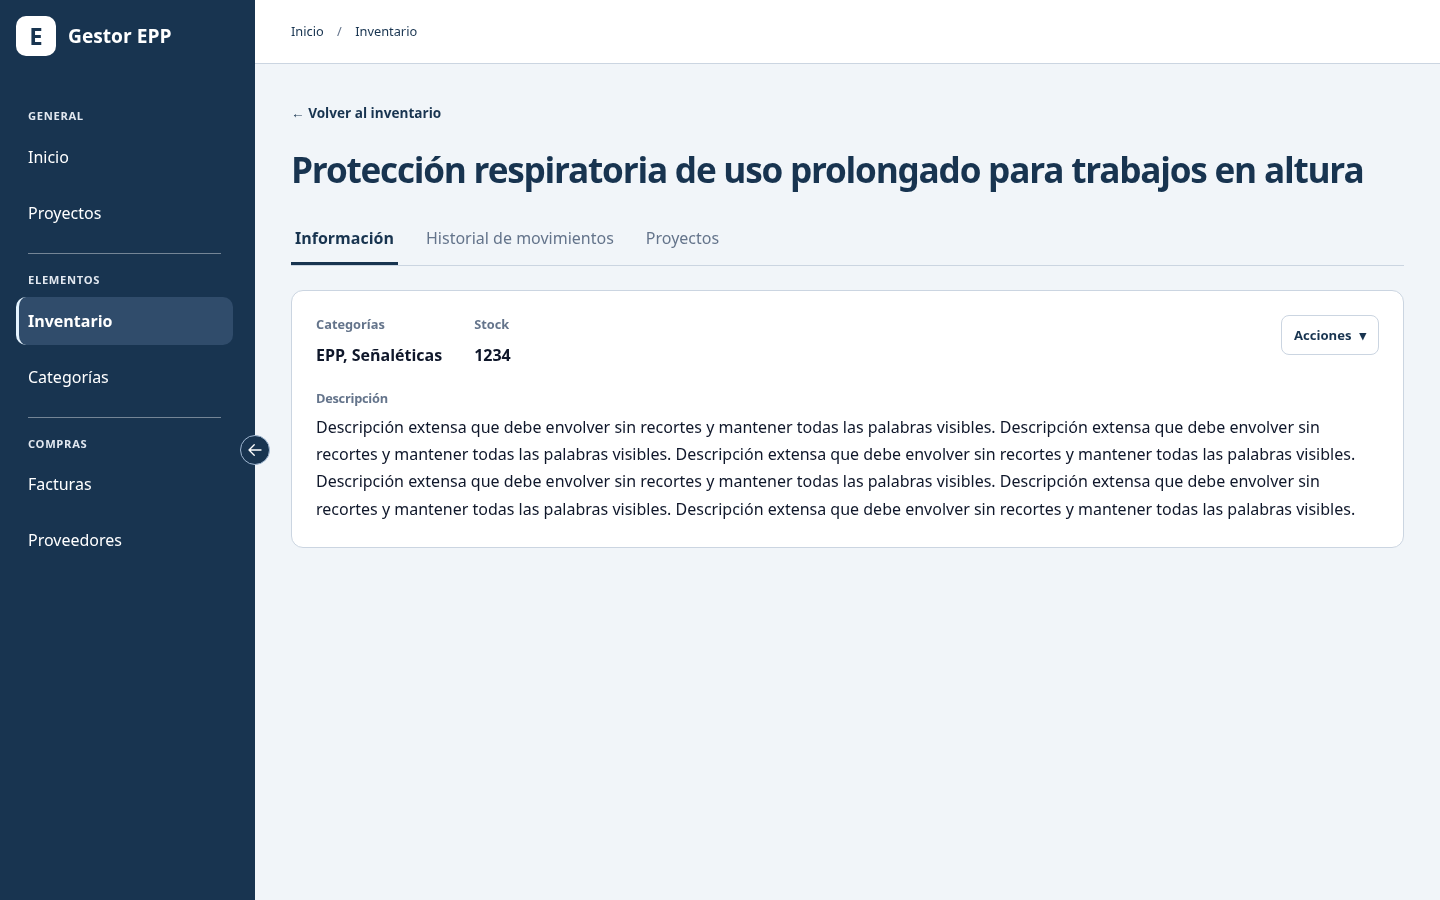 E Gestor EPP
GENERAL
Inicio
Proyectos
ELEMENTOS
Inventario
Categorías
COMPRAS
Facturas
Proveedores
Inicio / Inventario
← Volver al inventario
Protección respiratoria de uso prolongado para trabajos en altura
Información Historial de movimientos Proyectos
Categorías Stock
EPP, Señaléticas 1234
Acciones ▾
Descripción
Descripción extensa que debe envolver sin recortes y mantener todas las palabras visibles. Descripción extensa que debe envolver sin
recortes y mantener todas las palabras visibles. Descripción extensa que debe envolver sin recortes y mantener todas las palabras visibles.
Descripción extensa que debe envolver sin recortes y mantener todas las palabras visibles. Descripción extensa que debe envolver sin
recortes y mantener todas las palabras visibles. Descripción extensa que debe envolver sin recortes y mantener todas las palabras visibles.